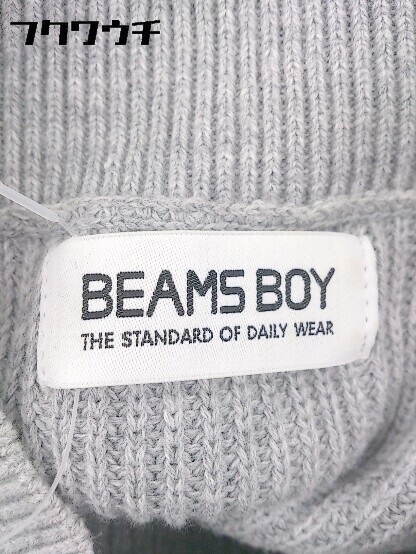 フクワウチ
BEAMS BOY
THE STANDARD OF DAILY WEAR